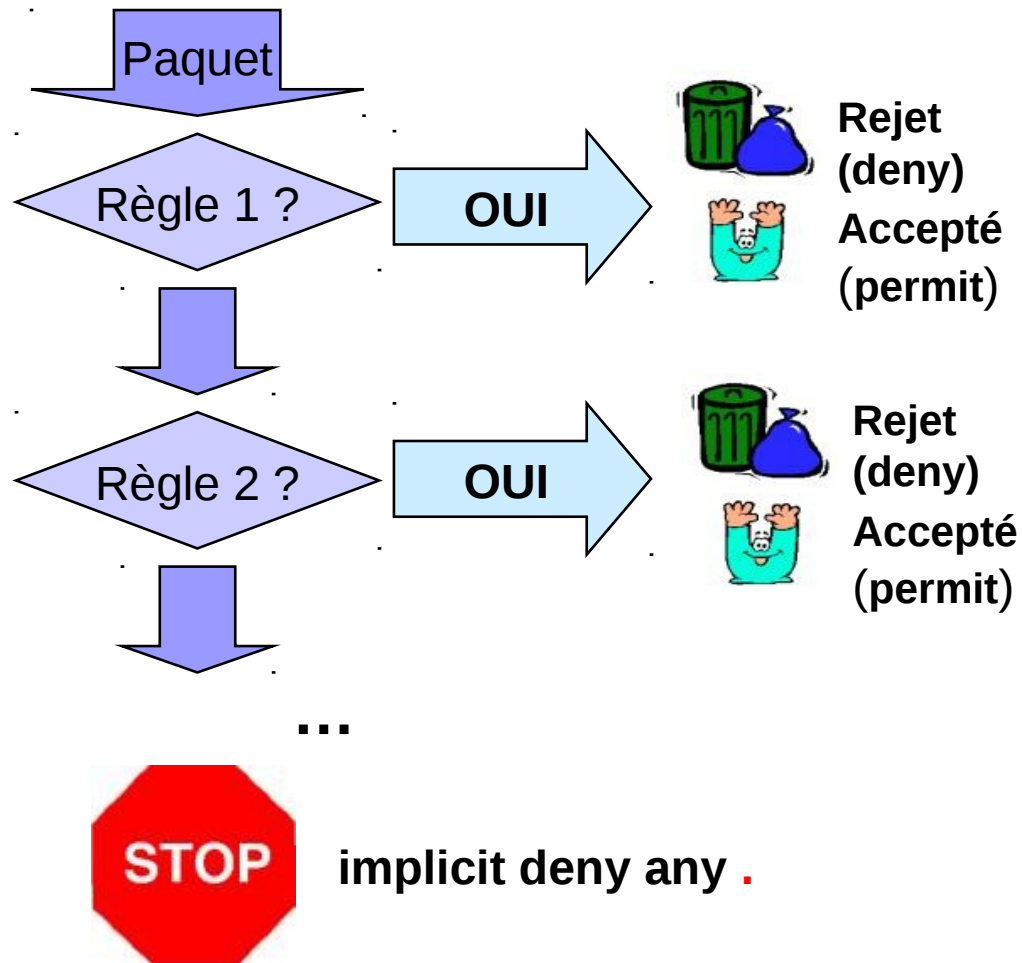 Paquet
Règle 1 ?
OUI
Rejet
(deny)
Accepté
(permit)
Règle 2 ?
OUI
Rejet
(deny)
Accepté
(permit)
...
STOP
implicit deny any .